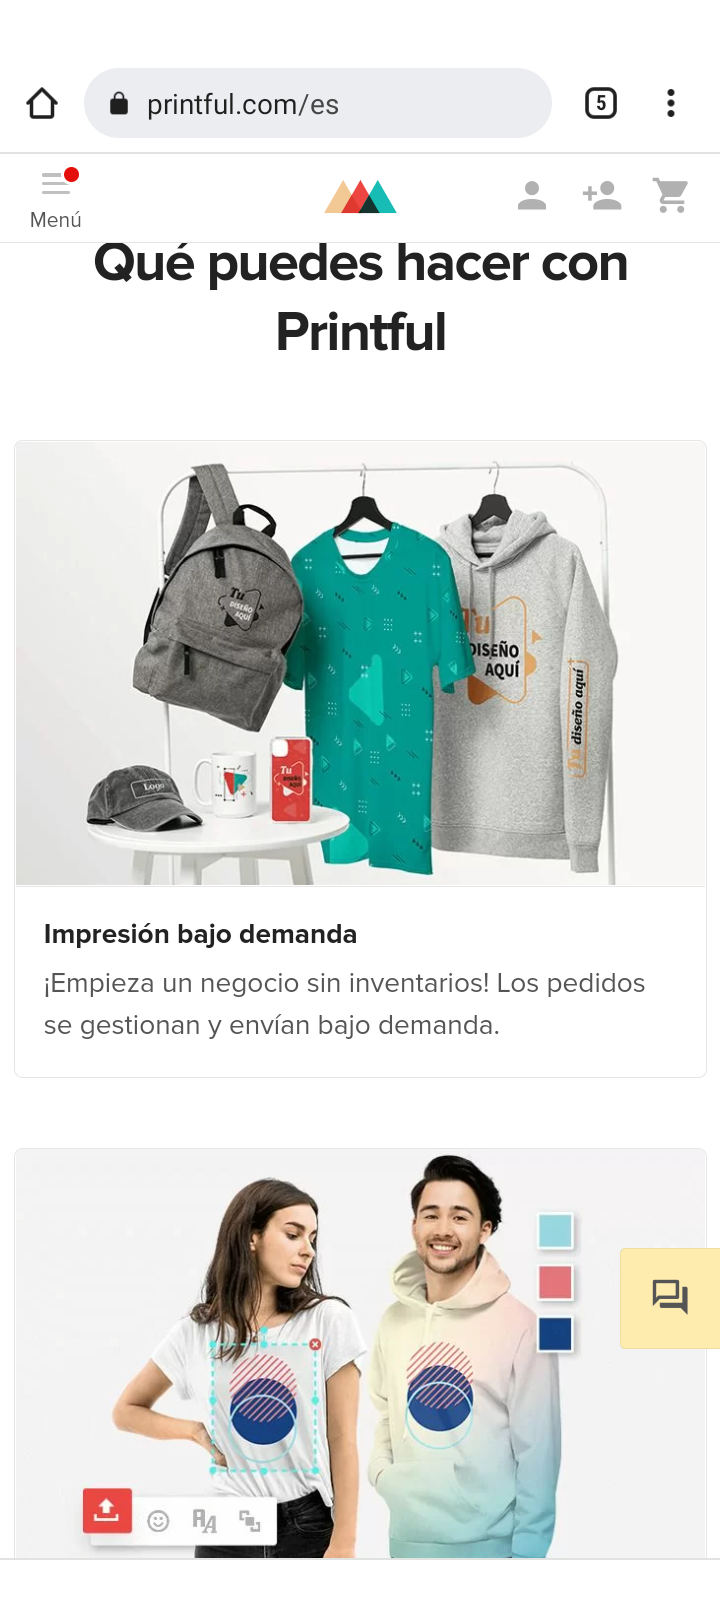 printful.com/es
5
Menú
Qué puedes hacer con
Printful
Tu
DISEÑO
AQUÍ
Tu
DISEÑO
AQUÍ
Tu diseño aquí
Logo
Tu
DISEÑO
AQUÍ
Impresión bajo demanda
¡Empieza un negocio sin inventarios! Los pedidos
se gestionan y envían bajo demanda.
AA